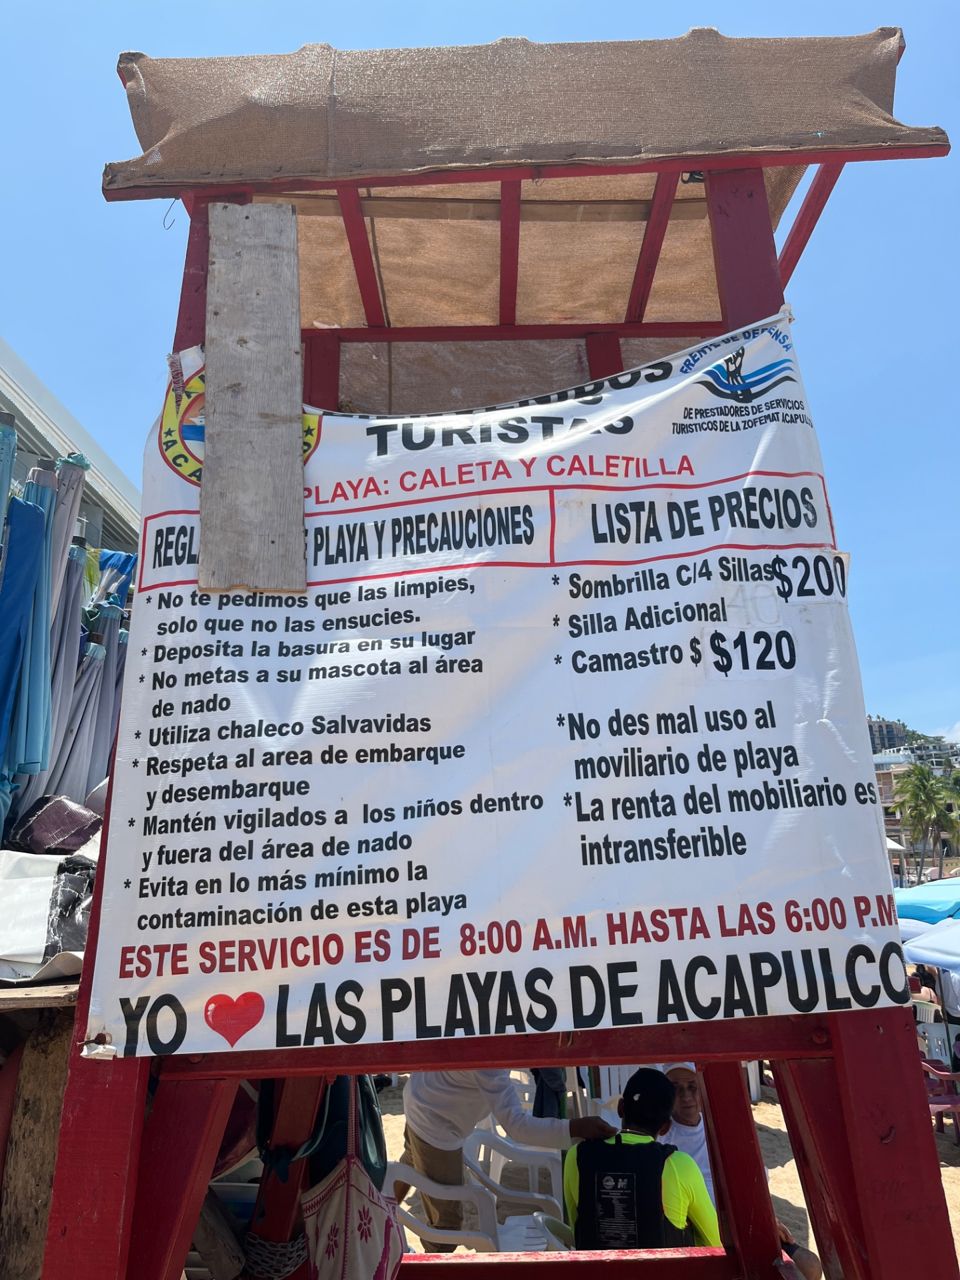 FRENTE DE DEFENSA
DE PRESTADORES DE SERVICIOS
TURISTICOS DE LA ZOFEMAT ACAPULC
TURISTAS
PLAYA: CALETA Y CALETILLA
PLAYA Y PRECAUCIONES
* No te pedimos que las limpies,
solo que no las ensucies.
* Deposita la basura en su lugar
* No metas a su mascota al área
de nado
* Utiliza chaleco Salvavidas
* Respeta al area de embarque
y desembarque
* Mantén vigilados a los niños dentro
y fuera del área de nado
* Evita en lo más mínimo la
contaminación de esta playa
LISTA DE PRECIOS
* Sombrilla C/4 Sillas $200
* Silla Adicional
* Camastro $ $120
*No des mal uso al
moviliario de playa
*La renta del mobiliario es
intransferible
ESTE SERVICIO ES DE 8:00 A.M. HASTA LAS 6:00 P.M
YO ❤ LAS PLAYAS DE ACAPULCO